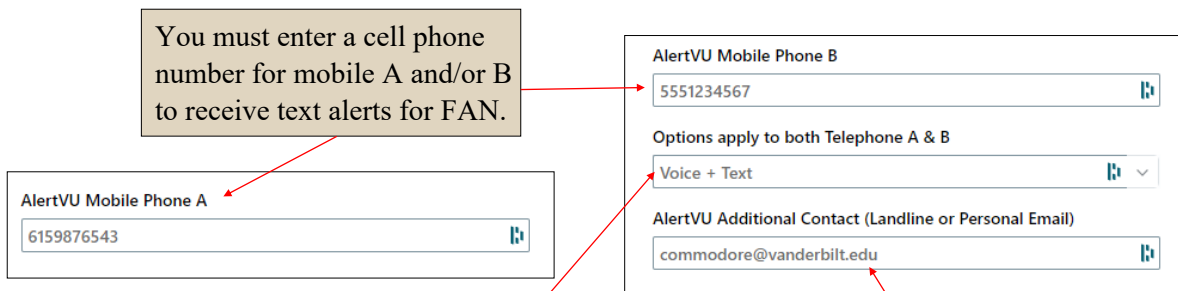 You must enter a cell phone
number for mobile A and/or B
to receive text alerts for FAN.
AlertVU Mobile Phone A
6159876543
AlertVU Mobile Phone B
5551234567
Options apply to both Telephone A & B
Voice + Text
AlertVU Additional Contact (Landline or Personal Email)
commodore@vanderbilt.edu